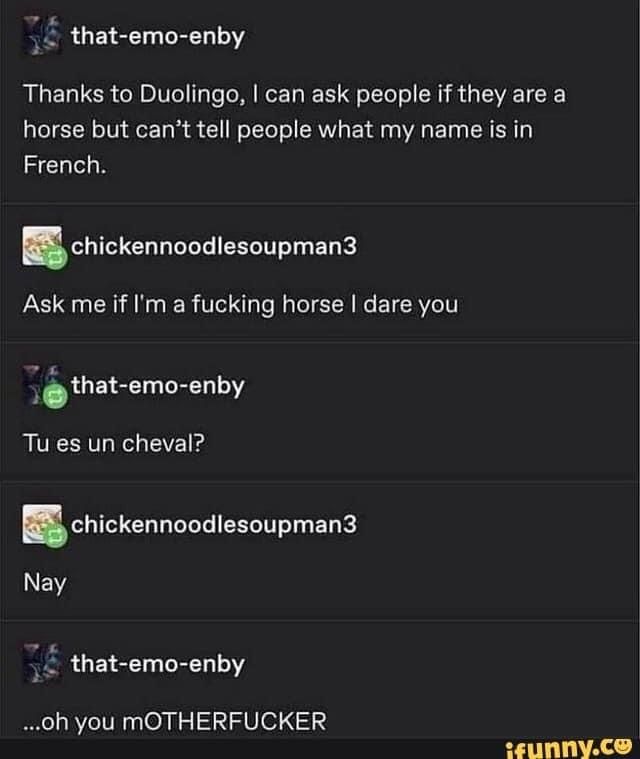 that-emo-enby
Thanks to Duolingo, I can ask people if they are a
horse but can't tell people what my name is in
French.
chickennoodlesoupman3
Ask me if I'm a fucking horse I dare you
that-emo-enby
Tu es un cheval?
chickennoodlesoupman3
Nay
that-emo-enby
...oh you mOTHERFUCKER
ifunny.co